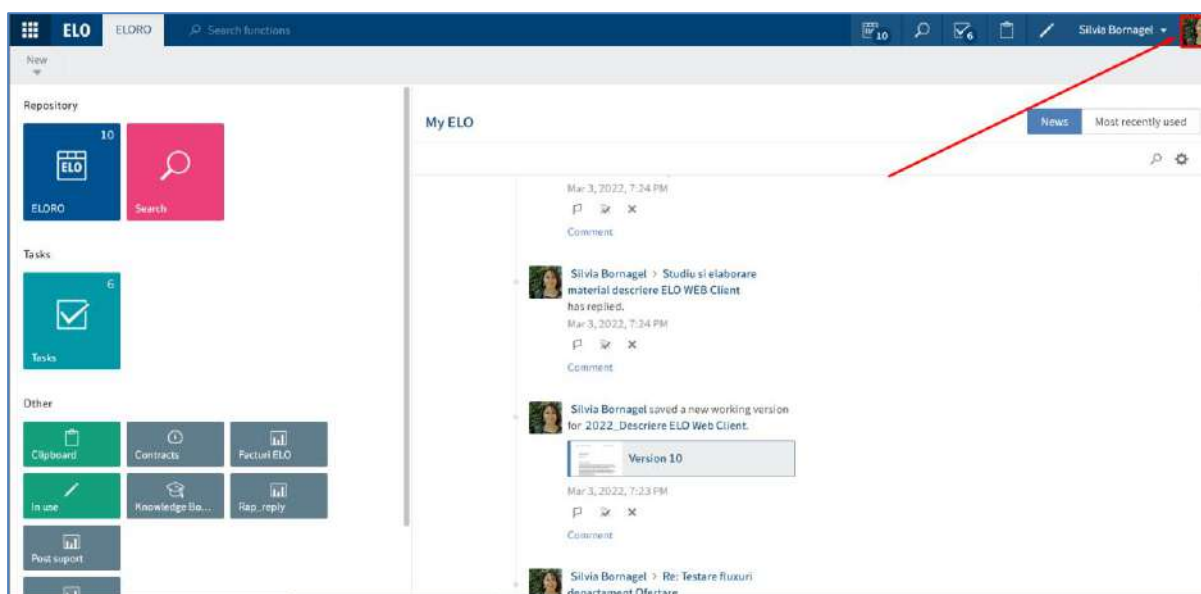 ELO
ELORO
Search functions
10
6
Silvia Bornagel
New
Repository
10
ELO
ELORO
Search
My ELO
News
Most recently used
Mar 3, 2022, 7:24 PM
Comment
Tasks
6
Tasks
Silvia Bornagel > Studiu si elaborare
material descriere ELO WEB Client
has replied.
Mar 3, 2022, 7:24 PM
Comment
Other
Clipboard
Contracts
Facturi ELO
In use
Knowledge Bo...
Rap_reply
Post suport
Silvia Bornagel saved a new working version
for 2022_Descriere ELO Web Client.
Version 10
Mar 3, 2022, 7:23 PM
Comment
Silvia Bornagel > Re: Testare fluxuri
departament Ofertare